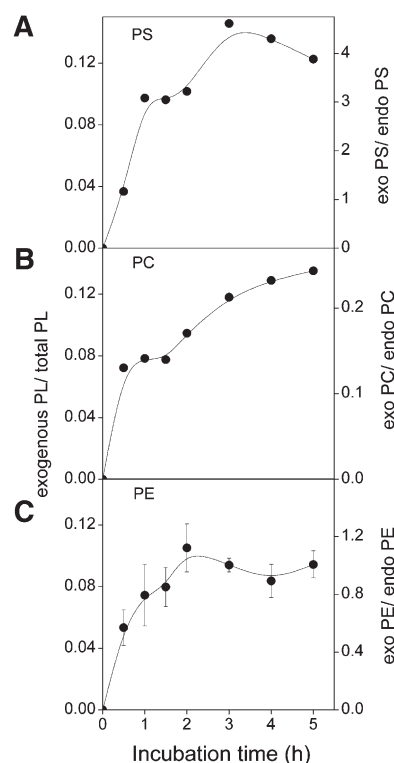 A
PS
0.12
0.08
0.04
0.00
4
3
2
1
0
exo PS/ endo PS
B
PC
0.12
0.08
0.04
0.00
exogenous PL/ total PL
0.2
0.1
0.0
exo PC/ endo PC
C
PE
0.12
0.08
0.04
0.00
1.2
0.8
0.4
0.0
exo PE/ endo PE
0 1 2 3 4 5
Incubation time (h)